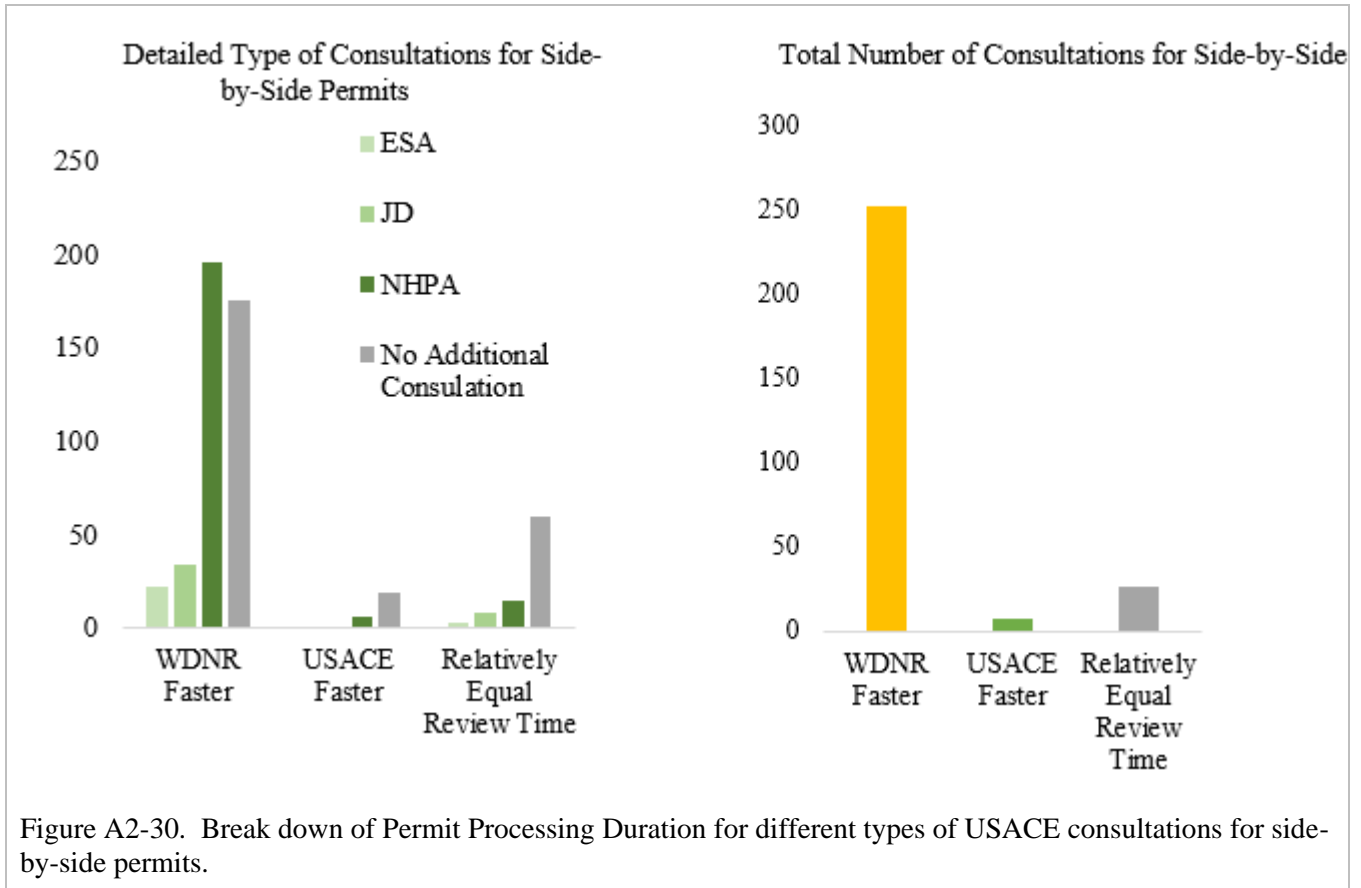 Detailed Type of Consultations for Side-
by-Side Permits
ESA
JD
NHPA
No Additional
Consulation
250
200
150
100
50
0
WDNR
Faster
USACE
Faster
Relatively
Equal
Review Time
Total Number of Consultations for Side-by-Side
300
250
200
150
100
50
0
WDNR
Faster
USACE
Faster
Relatively
Equal
Review
Time
Figure A2-30. Break down of Permit Processing Duration for different types of USACE consultations for side-
by-side permits.